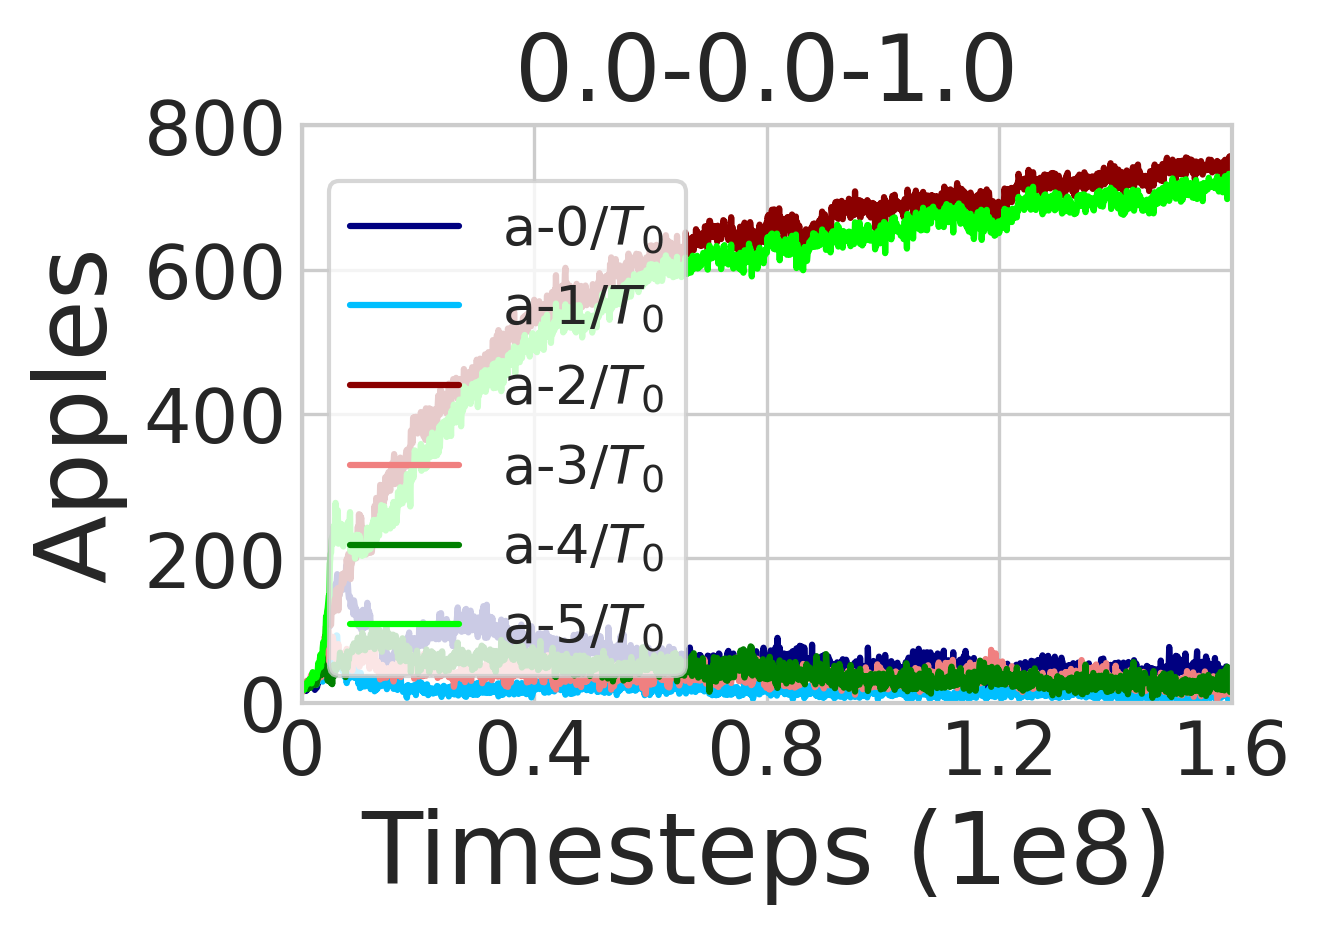 0.0-0.0-1.0
800
600
400
200
0
Apples
a-0/T₀
a-1/T₀
a-2/T₀
a-3/T₀
a-4/T₀
a-5/T₀
0 0.4 0.8 1.2 1.6
Timesteps (1e8)